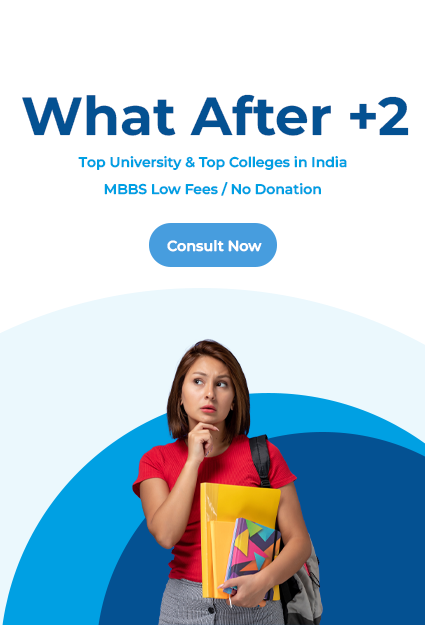 What After +2
Top University & Top Colleges in India
MBBS Low Fees / No Donation
Consult Now